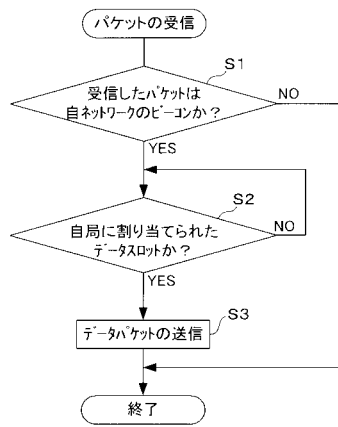 パケットの受信
S1
受信したパケットは
自ネットワークのビーコンか?
NO
YES
S2
自局に割り当てられた
データスロットか?
NO
YES
S3
データパケットの送信
終了